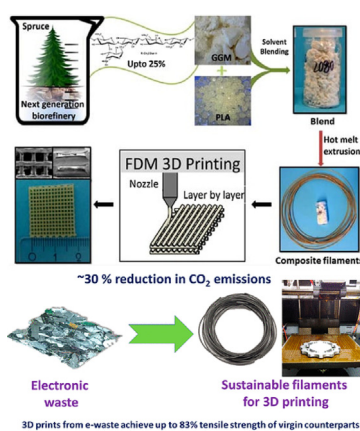 Spruce
Upto 25%
GGM
Solvent
Blending
Next generation
biorefinery
PLA
Blend
Hot melt
extrusion
FDM 3D Printing
Nozzle
Layer by layer
Composite filaments
~30 % reduction in CO₂ emissions
Electronic
waste
Sustainable filaments
for 3D printing
3D prints from e-waste achieve up to 83% tensile strength of virgin counterparts